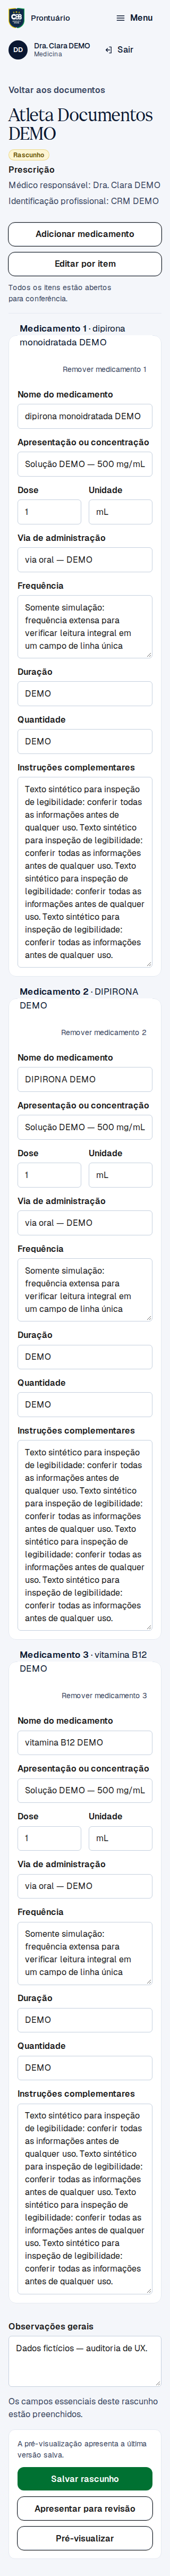 Prontuário
Menu
DD
Dra. Clara DEMO
Medicina
Sair
Voltar aos documentos
Atleta Documentos
DEMO
Rascunho
Prescrição
Médico responsável: Dra. Clara DEMO
Identificação profissional: CRM DEMO
Adicionar medicamento
Editar por item
Todos os itens estão abertos
para conferência.
Medicamento 1 · dipirona
monoidratada DEMO
Remover medicamento 1
Nome do medicamento
dipirona monoidratada DEMO
Apresentação ou concentração
Solução DEMO — 500 mg/mL
Dose
Unidade
1
mL
Via de administração
via oral — DEMO
Frequência
Somente simulação:
frequência extensa para
verificar leitura integral em
um campo de linha única
Duração
DEMO
Quantidade
DEMO
Instruções complementares
Texto sintético para inspeção
de legibilidade: conferir todas
as informações antes de
qualquer uso. Texto sintético
para inspeção de legibilidade:
conferir todas as informações
antes de qualquer uso. Texto
sintético para inspeção de
legibilidade: conferir todas as
informações antes de qualquer
uso. Texto sintético para
inspeção de legibilidade:
conferir todas as informações
antes de qualquer uso.
Medicamento 2 · DIPIRONA
DEMO
Remover medicamento 2
Nome do medicamento
DIPIRONA DEMO
Apresentação ou concentração
Solução DEMO — 500 mg/mL
Dose
Unidade
1
mL
Via de administração
via oral — DEMO
Frequência
Somente simulação:
frequência extensa para
verificar leitura integral em
um campo de linha única
Duração
DEMO
Quantidade
DEMO
Instruções complementares
Texto sintético para inspeção
de legibilidade: conferir todas
as informações antes de
qualquer uso. Texto sintético
para inspeção de legibilidade:
conferir todas as informações
antes de qualquer uso. Texto
sintético para inspeção de
legibilidade: conferir todas as
informações antes de qualquer
uso. Texto sintético para
inspeção de legibilidade:
conferir todas as informações
antes de qualquer uso.
Medicamento 3 · vitamina B12
DEMO
Remover medicamento 3
Nome do medicamento
vitamina B12 DEMO
Apresentação ou concentração
Solução DEMO — 500 mg/mL
Dose
Unidade
1
mL
Via de administração
via oral — DEMO
Frequência
Somente simulação:
frequência extensa para
verificar leitura integral em
um campo de linha única
Duração
DEMO
Quantidade
DEMO
Instruções complementares
Texto sintético para inspeção
de legibilidade: conferir todas
as informações antes de
qualquer uso. Texto sintético
para inspeção de legibilidade:
conferir todas as informações
antes de qualquer uso. Texto
sintético para inspeção de
legibilidade: conferir todas as
informações antes de qualquer
uso. Texto sintético para
inspeção de legibilidade:
conferir todas as informações
antes de qualquer uso.
Observações gerais
Dados fictícios — auditoria de UX.
Os campos essenciais deste rascunho
estão preenchidos.
A pré-visualização apresenta a última
versão salva.
Salvar rascunho
Apresentar para revisão
Pré-visualizar